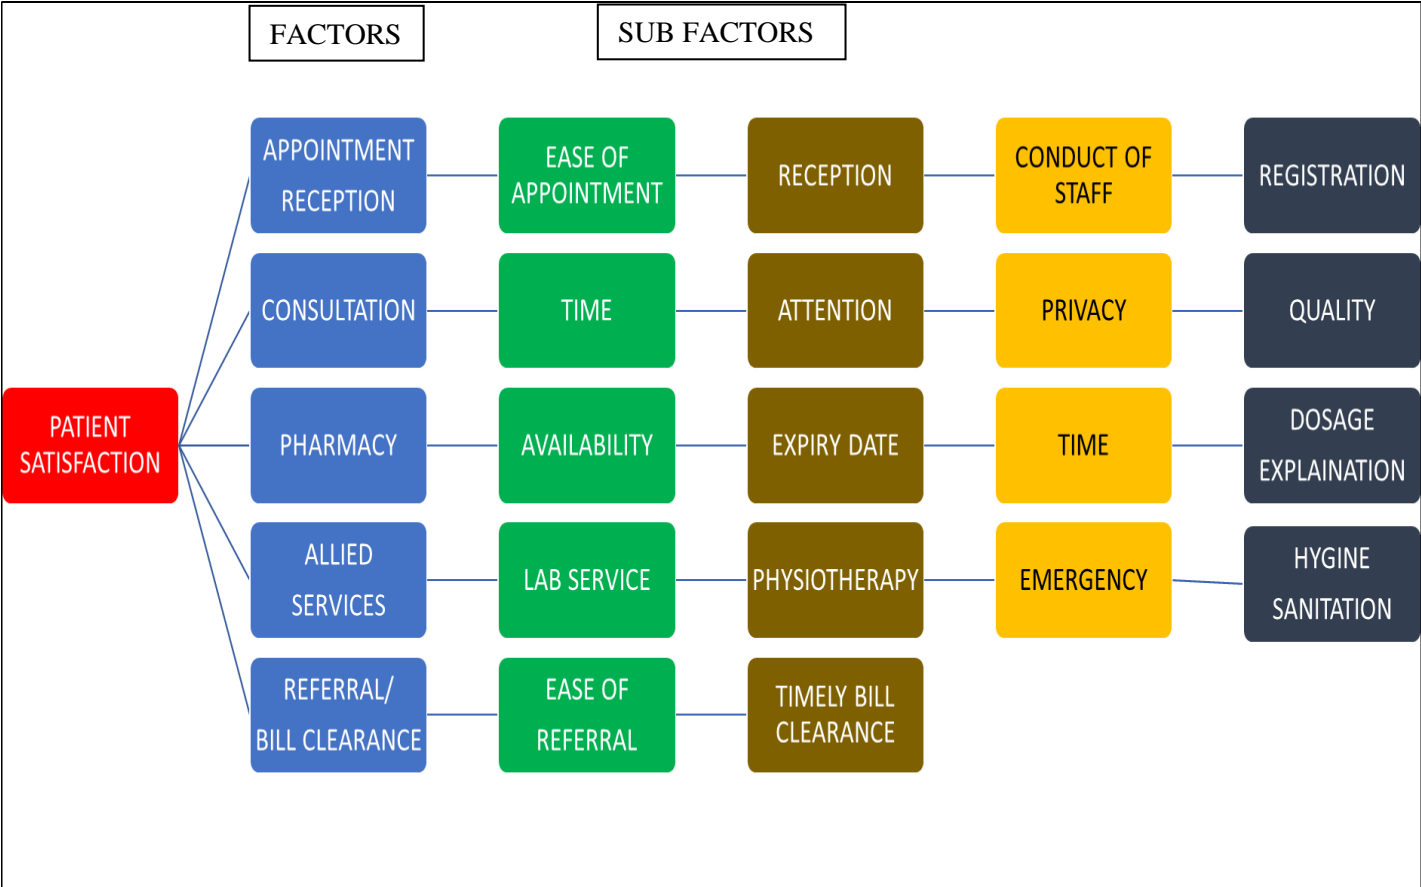 FACTORS
SUB FACTORS
APPOINTMENT
RECEPTION
EASE OF
APPOINTMENT
RECEPTION
CONDUCT OF
STAFF
REGISTRATION
CONSULTATION
TIME
ATTENTION
PRIVACY
QUALITY
PATIENT
SATISFACTION
PHARMACY
AVAILABILITY
EXPIRY DATE
TIME
DOSAGE
EXPLAINATION
ALLIED
SERVICES
LAB SERVICE
PHYSIOTHERAPY
EMERGENCY
HYGINE
SANITATION
REFERRAL/
BILL CLEARANCE
EASE OF
REFERRAL
TIMELY BILL
CLEARANCE